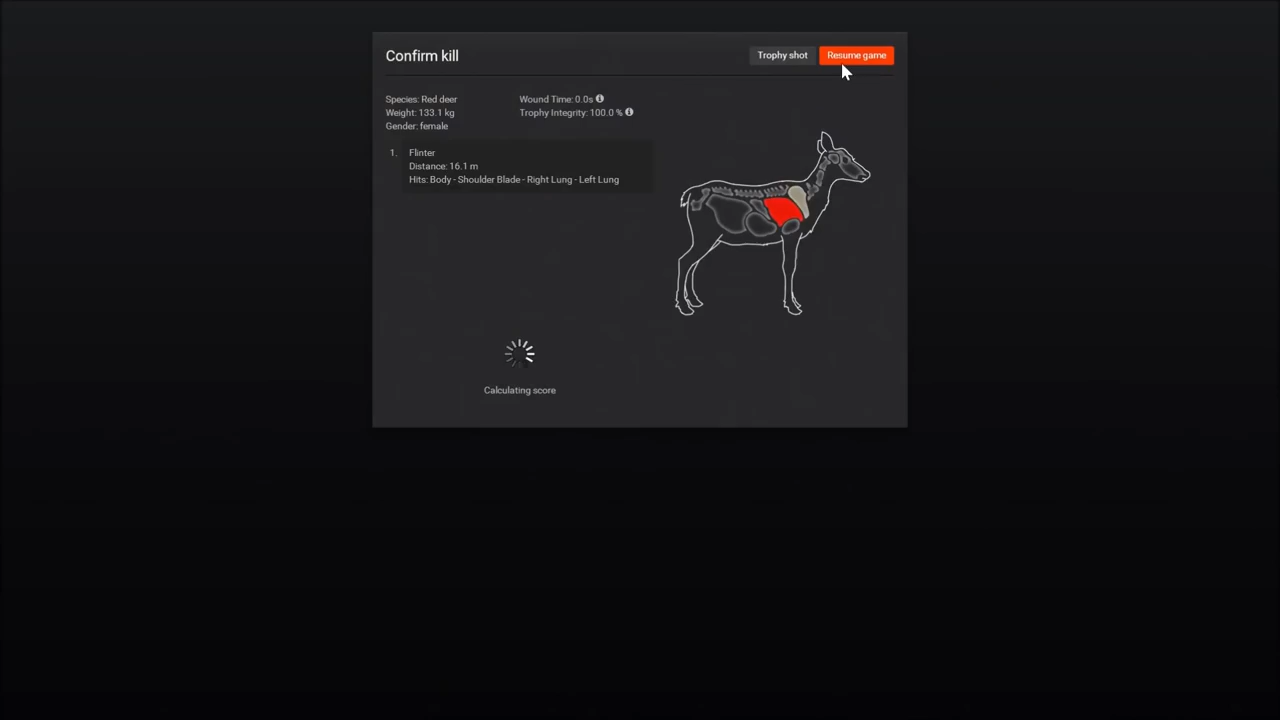 Confirm kill
Trophy shot
Resume game
Species: Red deer
Weight: 133.1 kg
Gender: female
Wound Time: 0.0s
Trophy Integrity: 100.0 %
1.
Flinter
Distance: 16.1 m
Hits: Body - Shoulder Blade - Right Lung - Left Lung
Calculating score